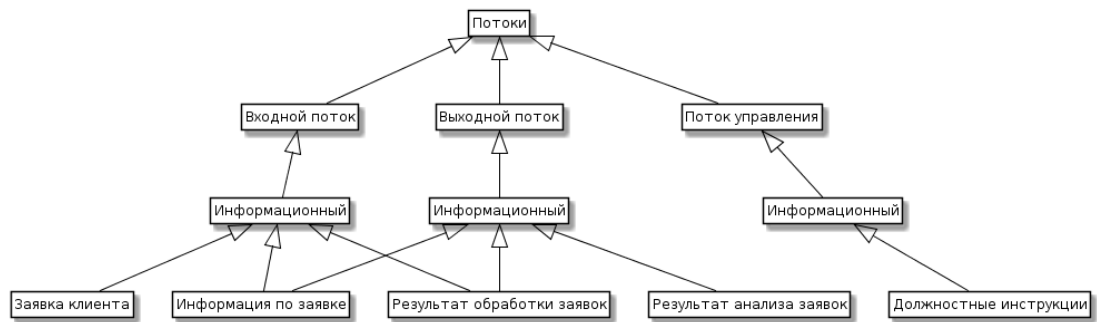 Потоки
Входной поток
Выходной поток
Поток управления
Информационный
Информационный
Информационный
Заявка клиента
Информация по заявке
Результат обработки заявок
Результат анализа заявок
Должностные инструкции